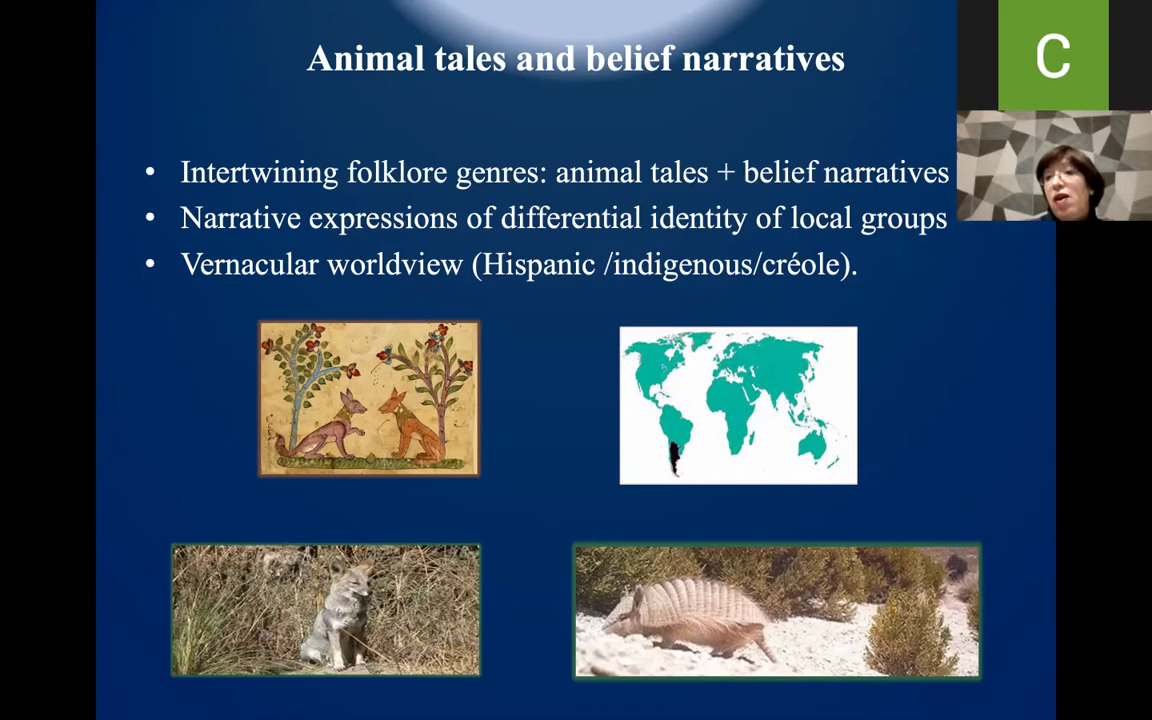 Animal tales and belief narratives
C
• Intertwining folklore genres: animal tales + belief narratives
• Narrative expressions of differential identity of local groups
• Vernacular worldview (Hispanic /indigenous/créole).